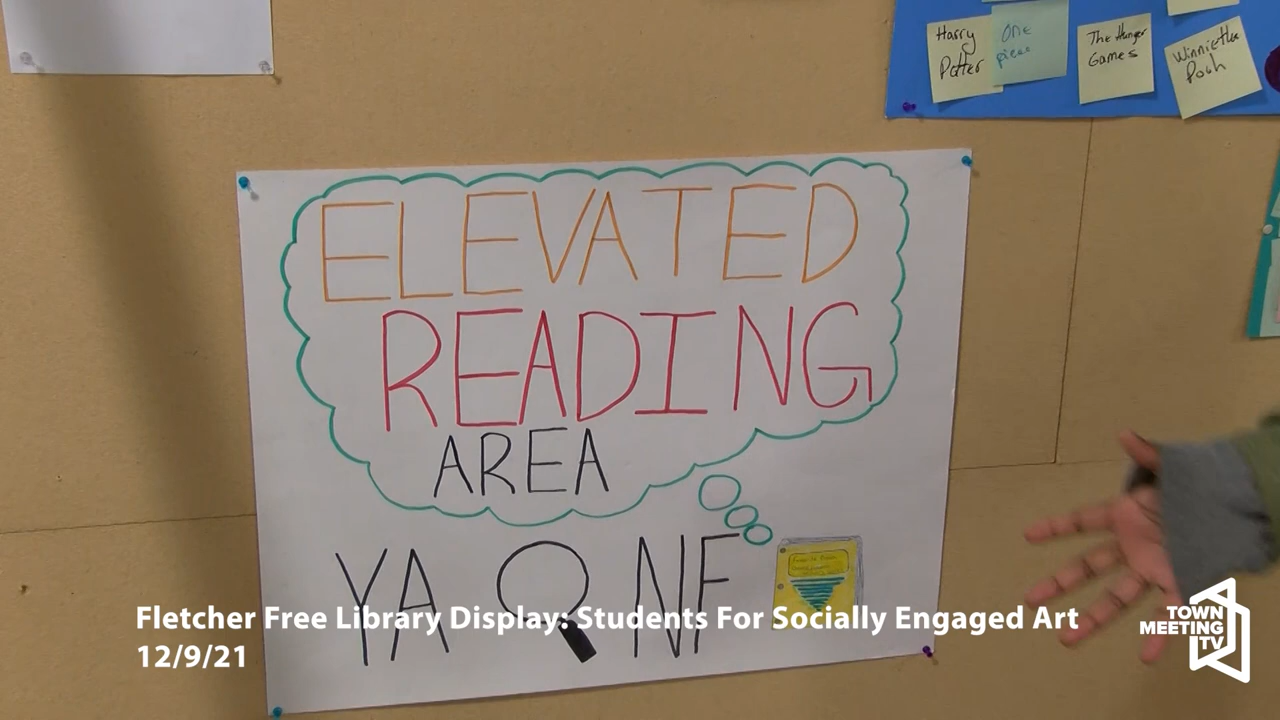 Harry
Potter
One
piece
The Hunger
Games
Winnie the
Pooh
ELEVATED
READING
AREA
YA NF
Fletcher Free Library Display: Students For Socially Engaged Art
12/9/21
TOWN
MEETING
TV